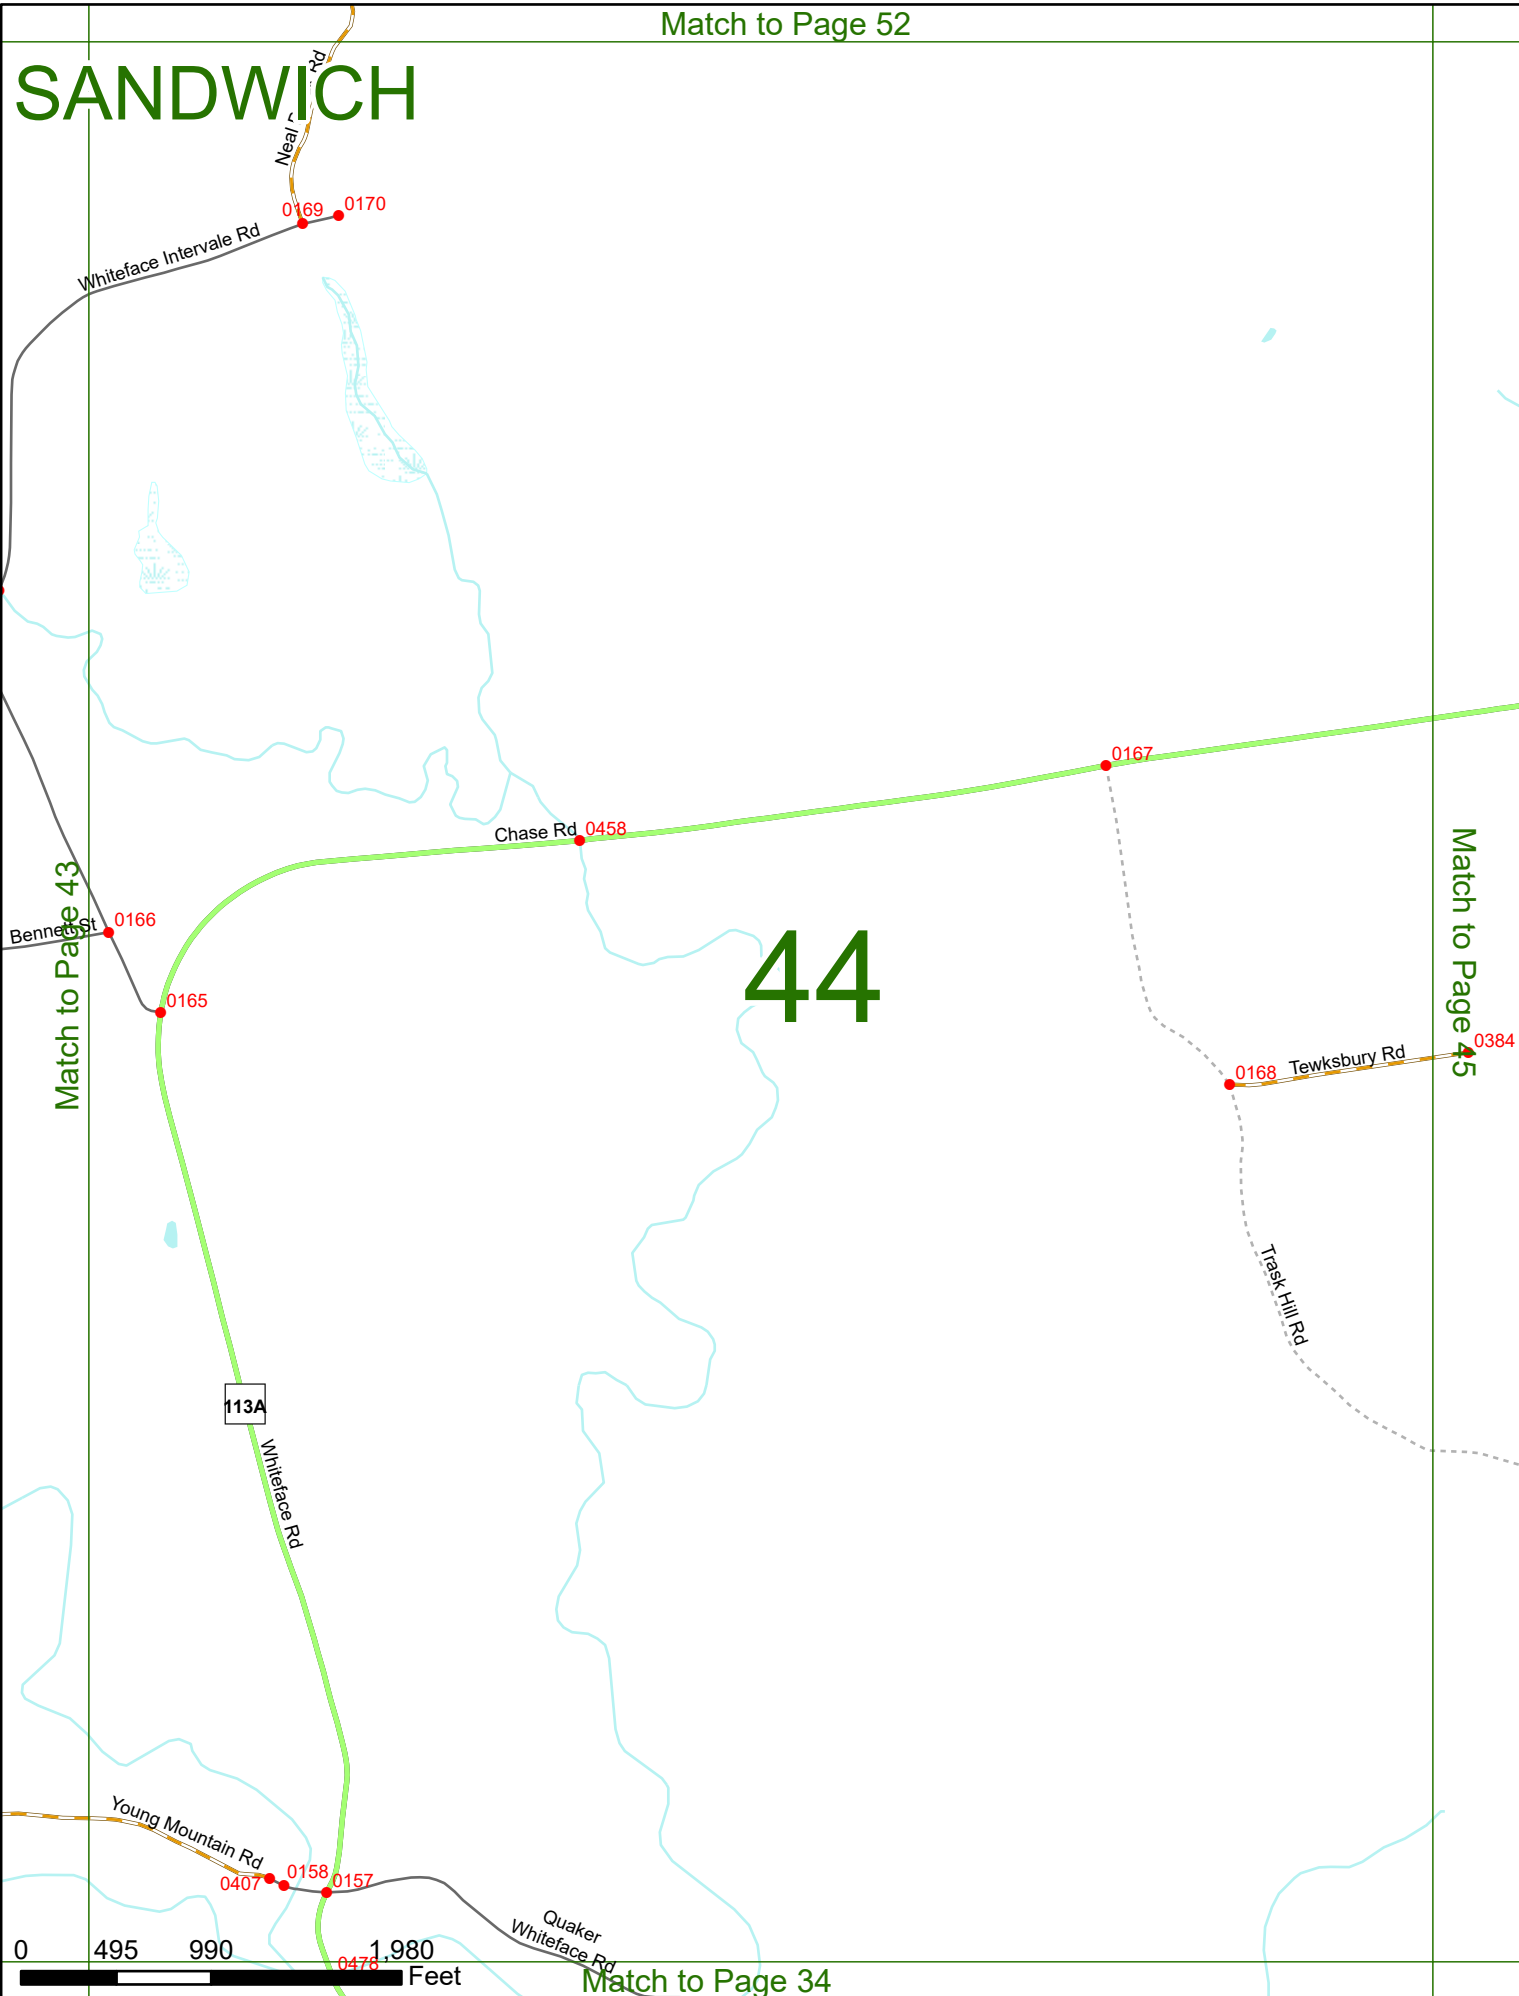 Match to Page 52
SANDWICH
Neal Rd
0169
0170
Whiteface Intervale Rd
0167
Chase Rd
0458
Match to Page 43
Match to Page 45
Bennett St
0166
44
0165
0384
Tewksbury Rd
0168
Trask Hill Rd
113A
Whiteface Rd
Young Mountain Rd
0158
0407
0157
Quaker
Whiteface Rd
0 495 990 1,980
0478
Feet
Match to Page 34